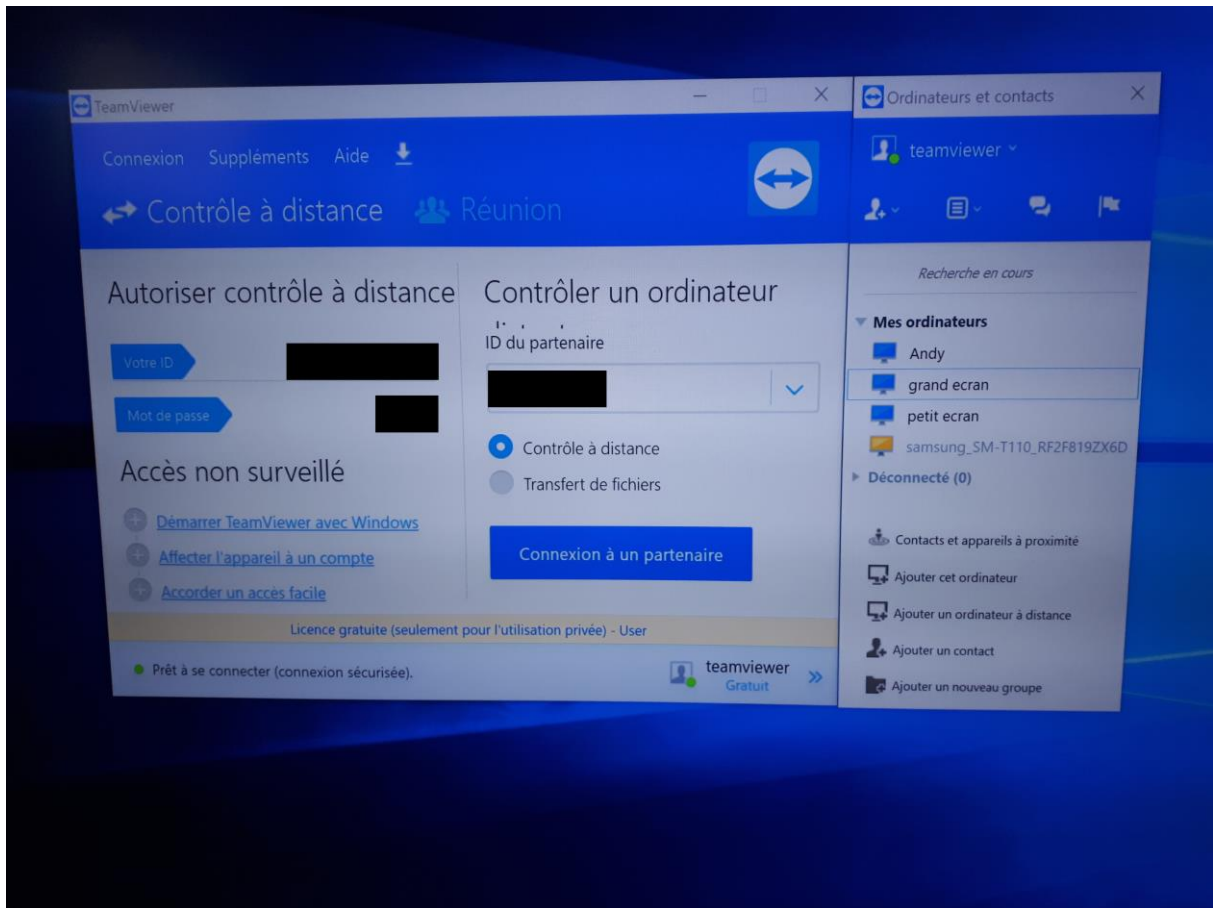 TeamViewer
Connexion Suppléments Aide
Contrôle à distance Réunion
Autoriser contrôle à distance
Votre ID
Mot de passe
Accès non surveillé
Démarrer TeamViewer avec Windows
Affecter l'appareil à un compte
Accorder un accès facile
Contrôler un ordinateur
ID du partenaire
Contrôle à distance
Transfert de fichiers
Connexion à un partenaire
Licence gratuite (seulement pour l'utilisation privée) - User
Prêt à se connecter (connexion sécurisée).
teamviewer
Gratuit
Ordinateurs et contacts
teamviewer
Recherche en cours
Mes ordinateurs
Andy
grand ecran
petit ecran
samsung_SM-T110_RF2F819ZX6D
Déconnecté (0)
Contacts et appareils à proximité
Ajouter cet ordinateur
Ajouter un ordinateur à distance
Ajouter un contact
Ajouter un nouveau groupe